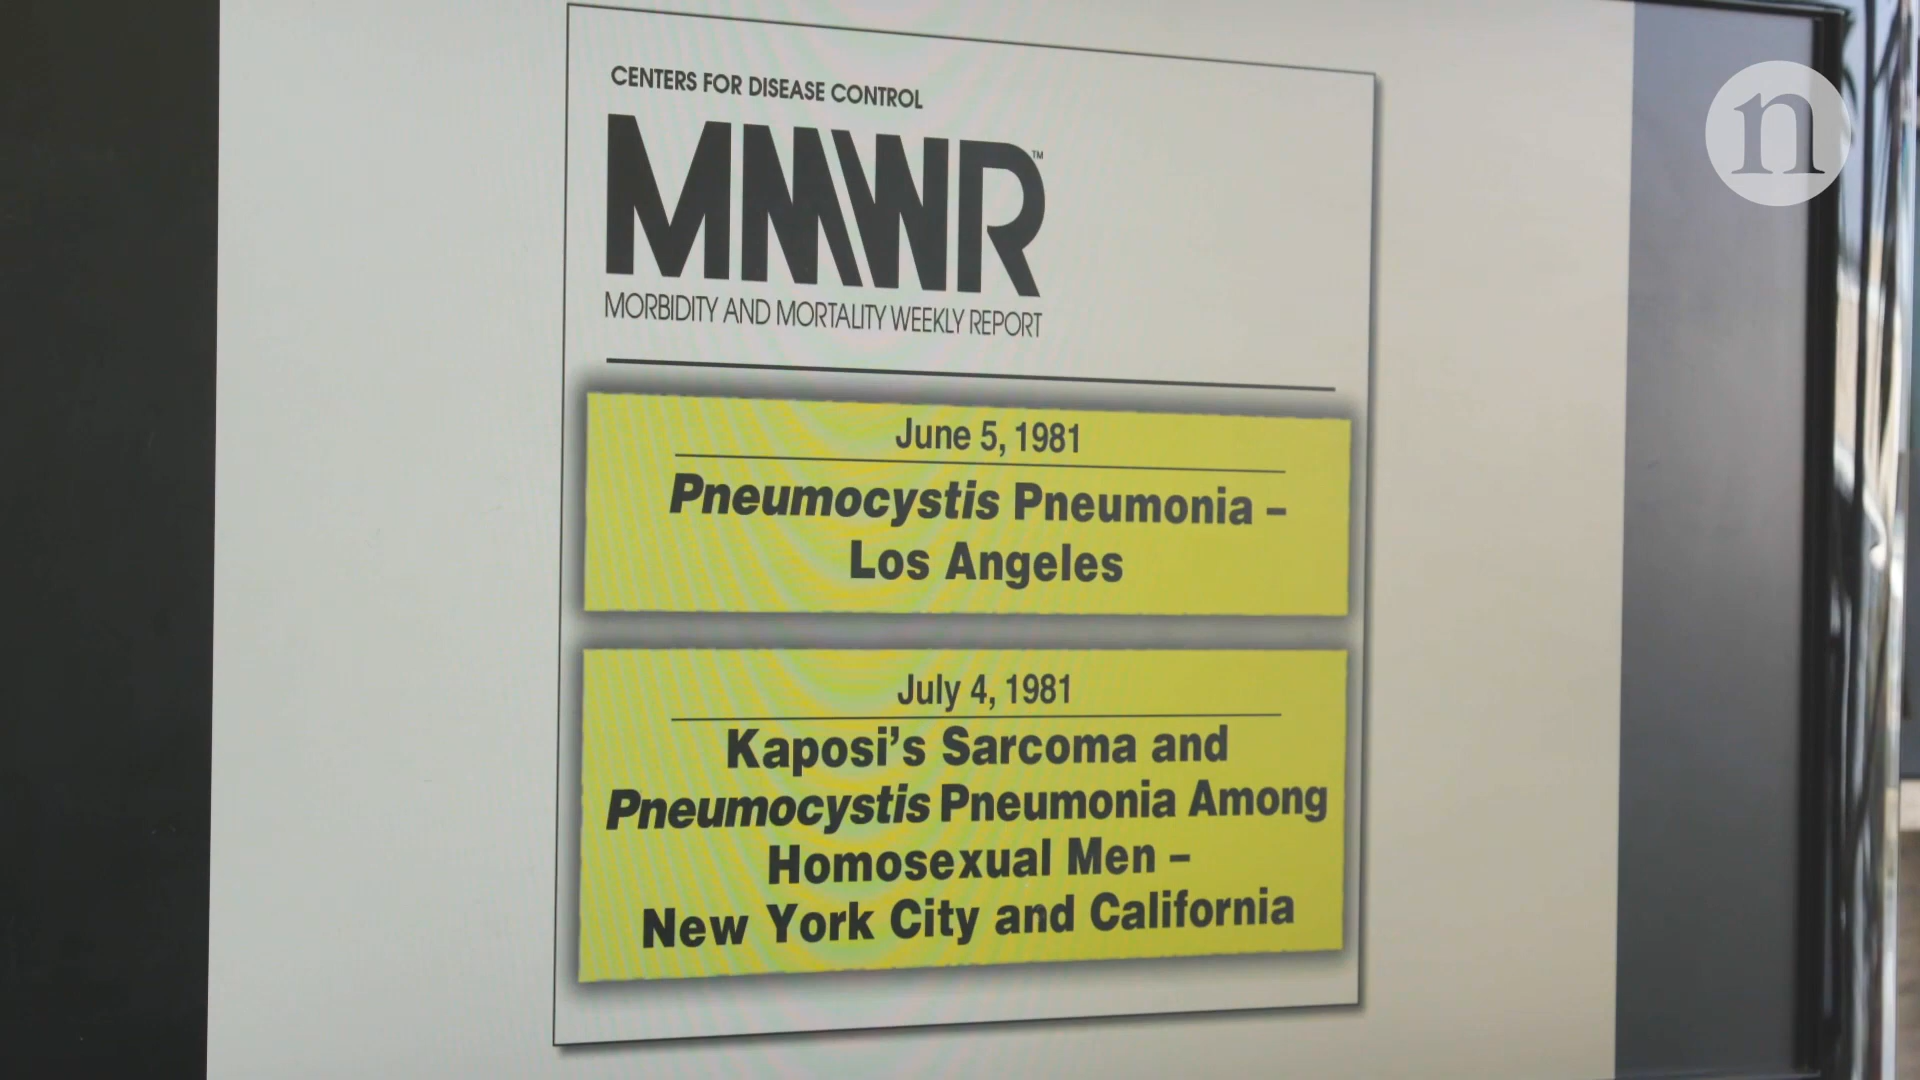 CENTERS FOR DISEASE CONTROL
MMWR™
MORBIDITY AND MORTALITY WEEKLY REPORT
June 5, 1981
Pneumocystis Pneumonia –
Los Angeles
July 4, 1981
Kaposi's Sarcoma and
Pneumocystis Pneumonia Among
Homosexual Men –
New York City and California
n